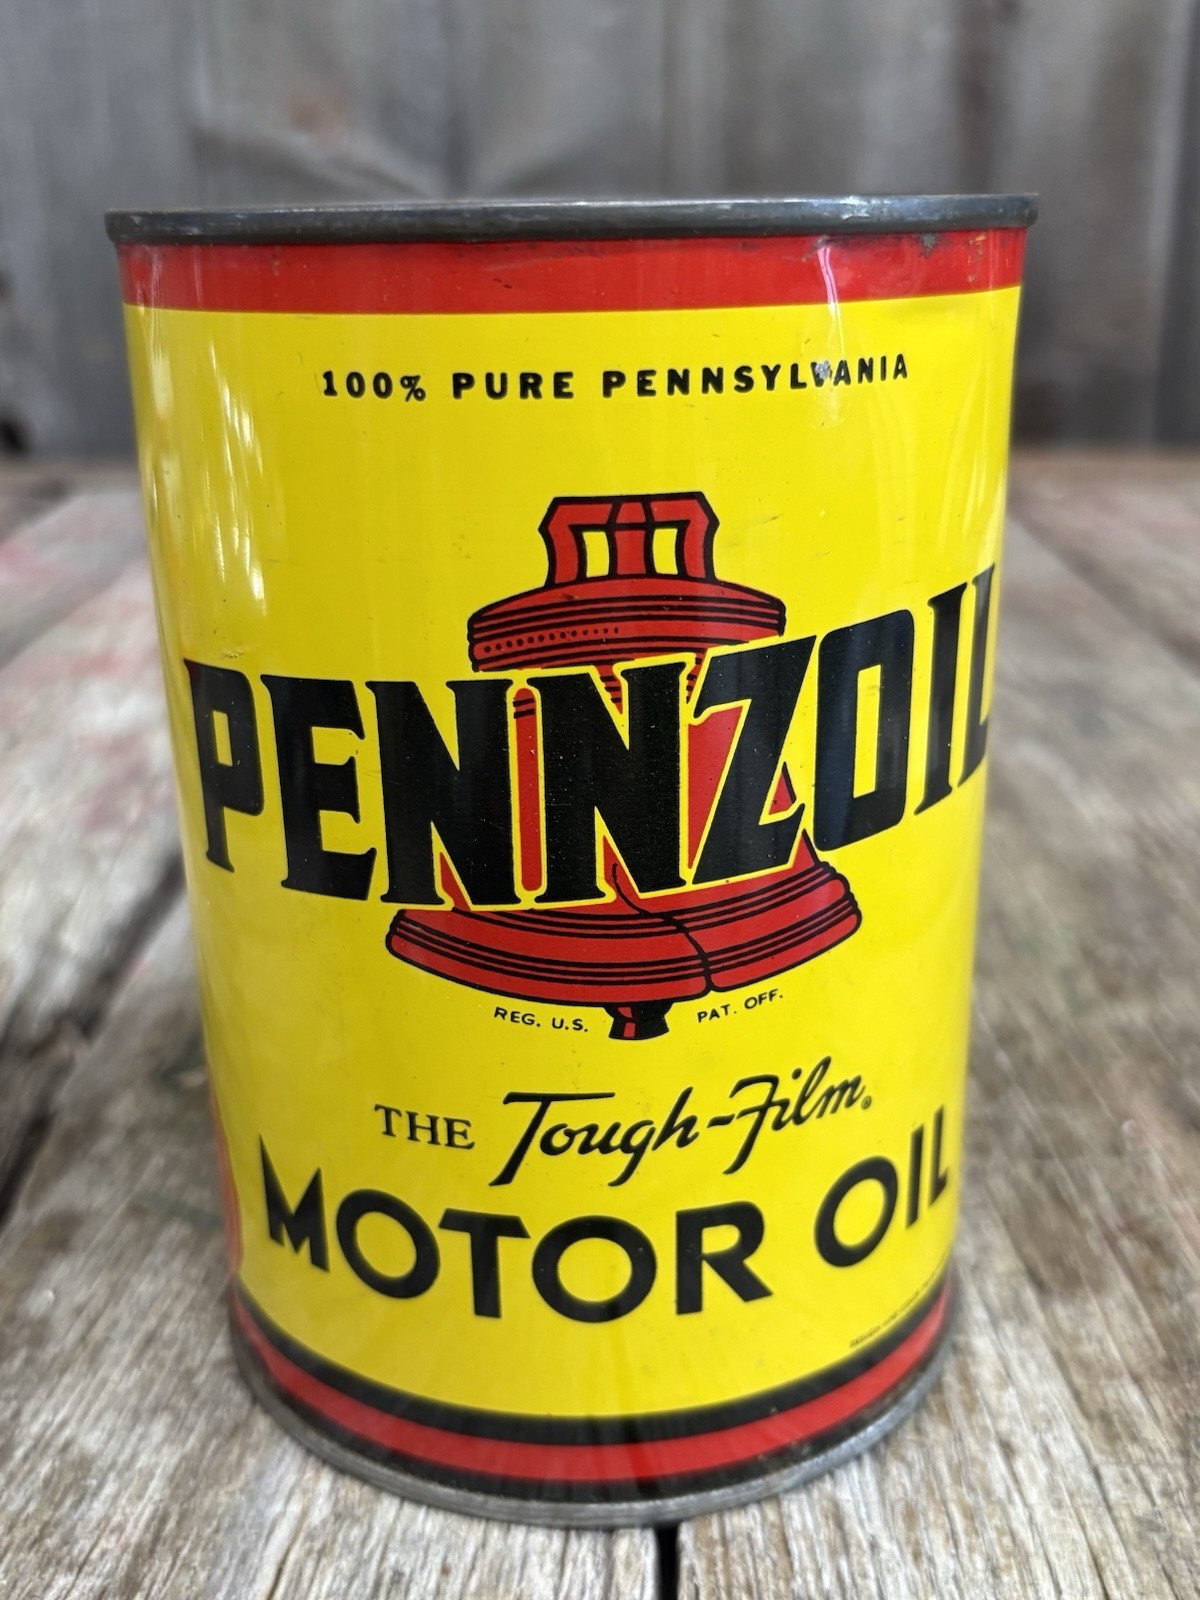 100% PURE PENNSYLVANIA
PENNZOIL
REG. U.S. PAT. OFF.
THE Tough-Film®
MOTOR OIL